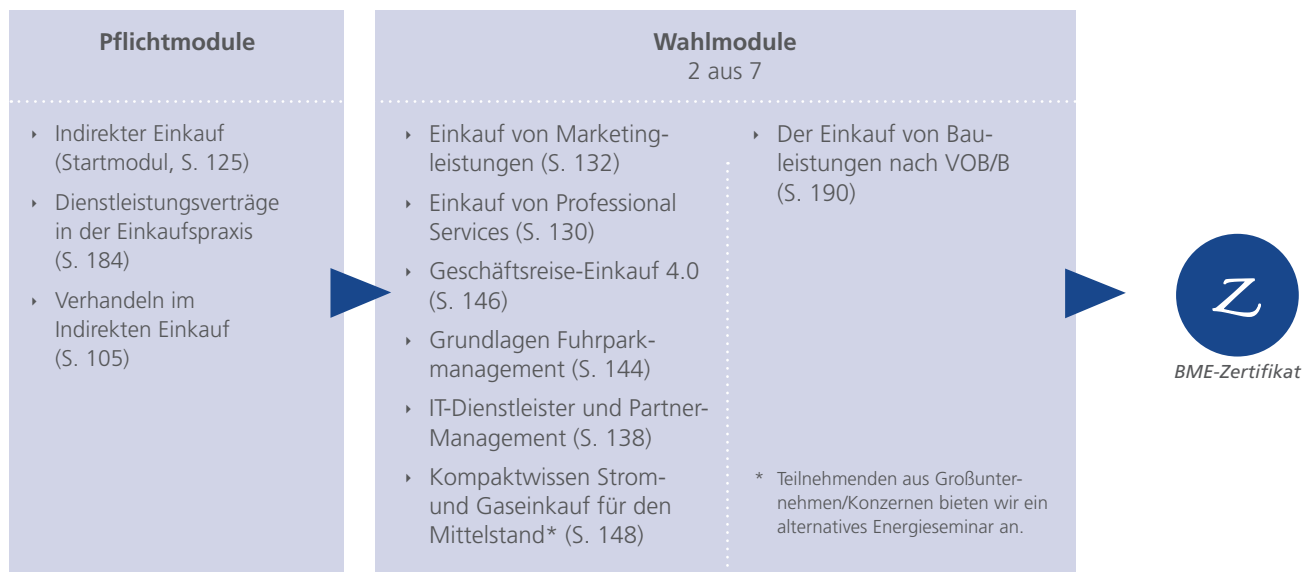 Pflichtmodule
Indirekter Einkauf
(Startmodul, S. 125)
Dienstleistungsverträge
in der Einkaufspraxis
(S. 184)
Verhandeln im
Indirekten Einkauf
(S. 105)
Wahlmodule
2 aus 7
Einkauf von Marketing-
leistungen (S. 132)
Einkauf von Professional
Services (S. 130)
Geschäftsreise-Einkauf 4.0
(S. 146)
Grundlagen Fuhrpark-
management (S. 144)
IT-Dienstleister und Partner-
Management (S. 138)
Kompaktwissen Strom-
und Gaseinkauf für den
Mittelstand* (S. 148)
Der Einkauf von Bau-
leistungen nach VOB/B
(S. 190)
* Teilnehmenden aus Großunter-
nehmen/Konzernen bieten wir ein
alternatives Energieseminar an.
Z
BME-Zertifikat